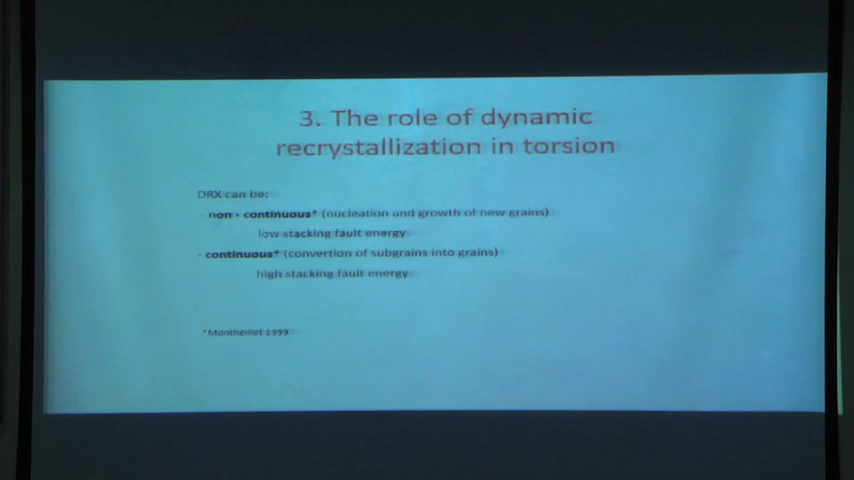 3. The role of dynamic
recrystallization in torsion
DRX can be:
- non - continuous* (nucleation and growth of new grains)
low stacking fault energy
- continuous* (convertion of subgrains into grains)
high stacking fault energy
*Montheillet 1999